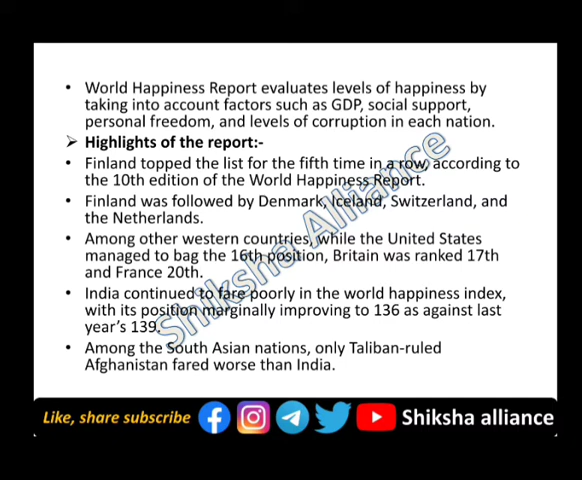 • World Happiness Report evaluates levels of happiness by
taking into account factors such as GDP, social support,
personal freedom, and levels of corruption in each nation.
➢ Highlights of the report:-
• Finland topped the list for the fifth time in a row, according to
the 10th edition of the World Happiness Report.
• Finland was followed by Denmark, Iceland, Switzerland, and
the Netherlands.
• Among other western countries, while the United States
managed to bag the 16th position, Britain was ranked 17th
and France 20th.
• India continued to fare poorly in the world happiness index,
with its position marginally improving to 136 as against last
year's 139.
• Among the South Asian nations, only Taliban-ruled
Afghanistan fared worse than India.
Shiksha Alliance
Like, share subscribe
Shiksha alliance